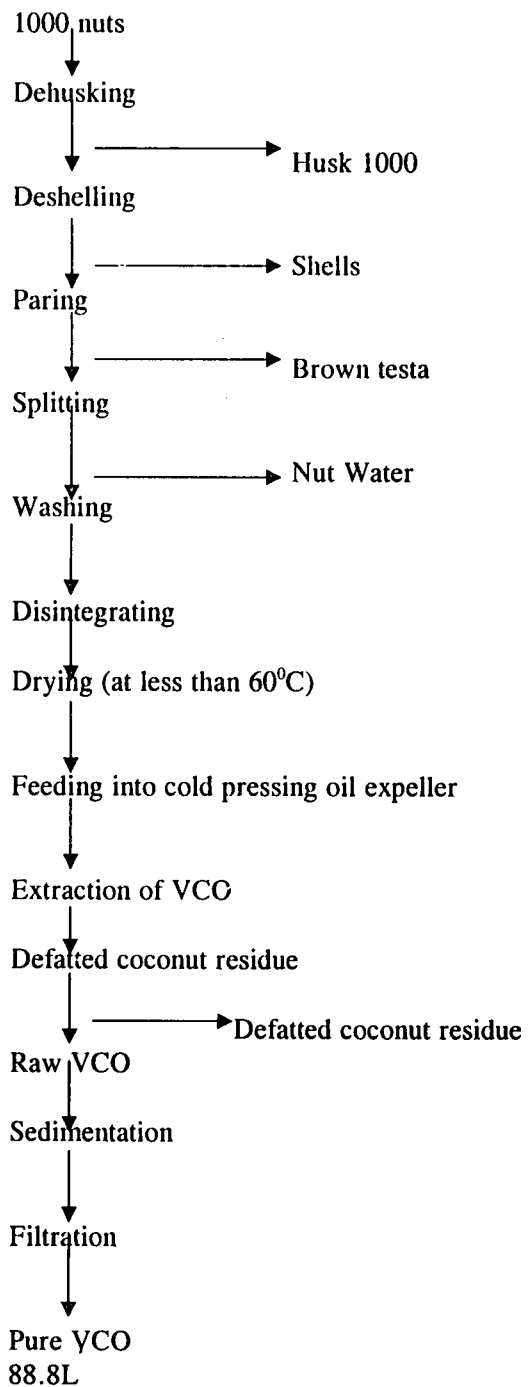 1000 nuts
Dehusking
Husk 1000
Deshelling
Shells
Paring
Brown testa
Splitting
Nut Water
Washing
Disintegrating
Drying (at less than 60⁰C)
Feeding into cold pressing oil expeller
Extraction of VCO
Defatted coconut residue
Defatted coconut residue
Raw VCO
Sedimentation
Filtration
Pure VCO
88.8L